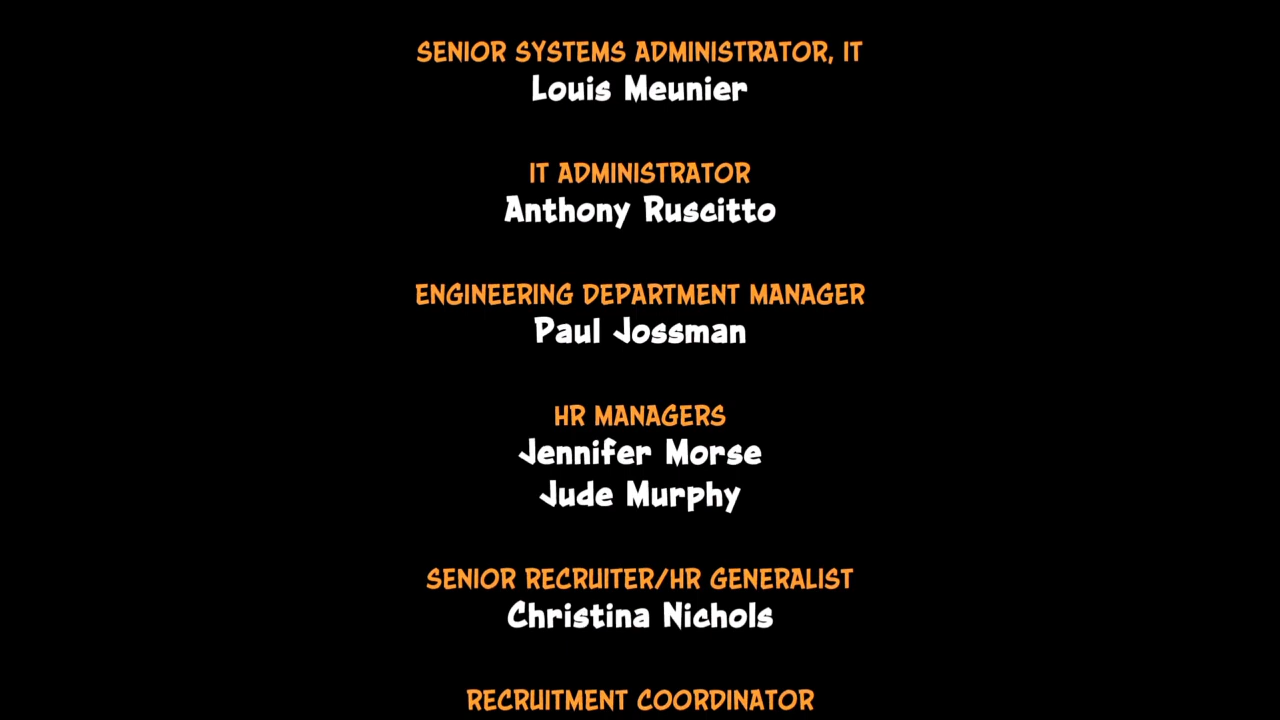 SENIOR SYSTEMS ADMINISTRATOR, IT
Louis Meunier
IT ADMINISTRATOR
Anthony Ruscitto
ENGINEERING DEPARTMENT MANAGER
Paul Jossman
HR MANAGERS
Jennifer Morse
Jude Murphy
SENIOR RECRUITER/HR GENERALIST
Christina Nichols
RECRUITMENT COORDINATOR